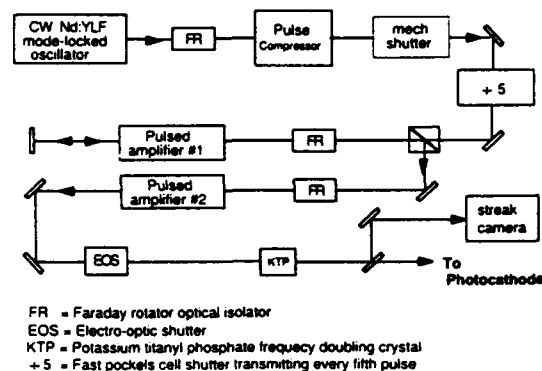 CW Nd:YLF
mode-locked
oscillator
FR
Pulse
Compressor
mech
shutter
÷ 5
Pulsed
amplifier #1
FR
Pulsed
amplifier #2
FR
streak
camera
EOS
KTP
To
Photocathode
FR = Faraday rotator optical isolator
EOS = Electro-optic shutter
KTP = Potassium titanyl phosphate frequecy doubling crystal
÷ 5 = Fast pockels cell shutter transmitting every fifth pulse